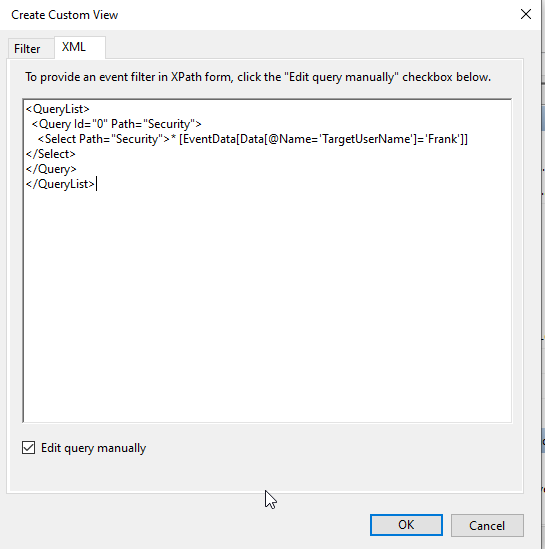 Create Custom View
Filter
XML
To provide an event filter in XPath form, click the "Edit query manually" checkbox below.
<QueryList>
<Query Id="0" Path="Security">
<Select Path="Security">* [EventData[Data[@Name='TargetUserName']='Frank']]
</Select>
</Query>
</QueryList>
Edit query manually
OK
Cancel